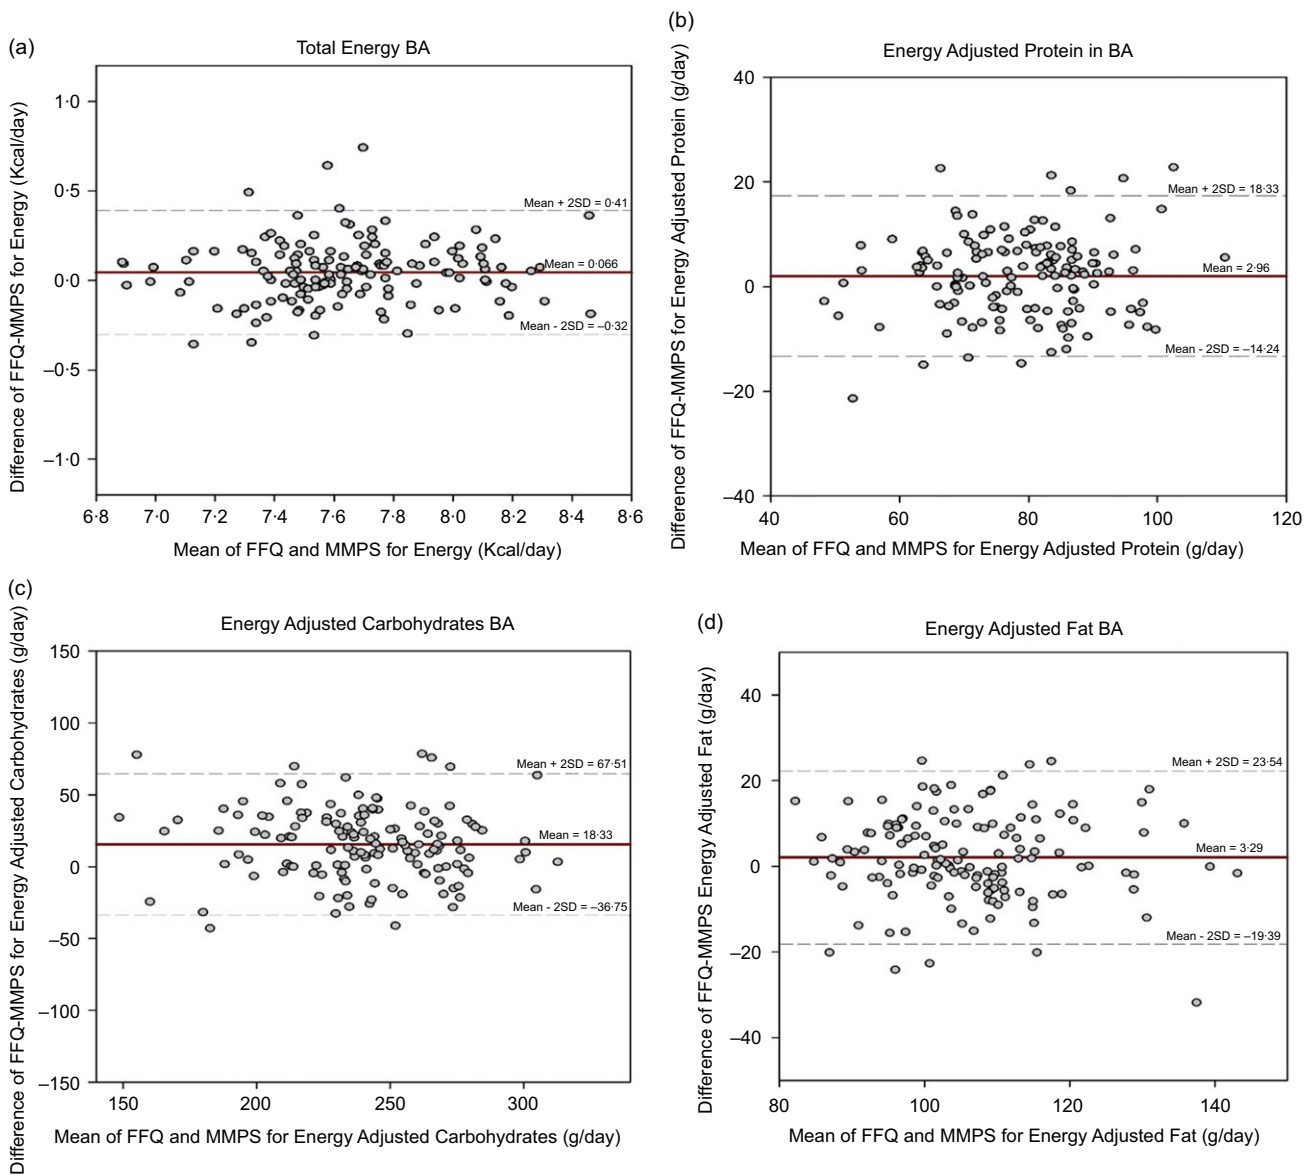 (a)
Total Energy BA
Difference of FFQ-MMPS for Energy (Kcal/day)
1·0
0·5
0·0
–0·5
–1·0
Mean + 2SD = 0·41
Mean = 0·066
Mean - 2SD = –0·32
6·8 7·0 7·2 7·4 7·6 7·8 8·0 8·2 8·4 8·6
Mean of FFQ and MMPS for Energy (Kcal/day)
(b)
Energy Adjusted Protein in BA
Difference of FFQ-MMPS for Energy Adjusted Protein (g/day)
40
20
0
–20
–40
Mean + 2SD = 18·33
Mean = 2·96
Mean - 2SD = –14·24
40 60 80 100 120
Mean of FFQ and MMPS for Energy Adjusted Protein (g/day)
(c)
Energy Adjusted Carbohydrates BA
Difference of FFQ-MMPS for Energy Adjusted Carbohydrates (g/day)
150
100
50
0
–50
–100
–150
Mean + 2SD = 67·51
Mean = 18·33
Mean - 2SD = –36·75
150 200 250 300
Mean of FFQ and MMPS for Energy Adjusted Carbohydrates (g/day)
(d)
Energy Adjusted Fat BA
Difference of FFQ-MMPS Energy Adjusted Fat (g/day)
40
20
0
–20
–40
Mean + 2SD = 23·54
Mean = 3·29
Mean - 2SD = –19·39
80 100 120 140
Mean of FFQ and MMPS for Energy Adjusted Fat (g/day)